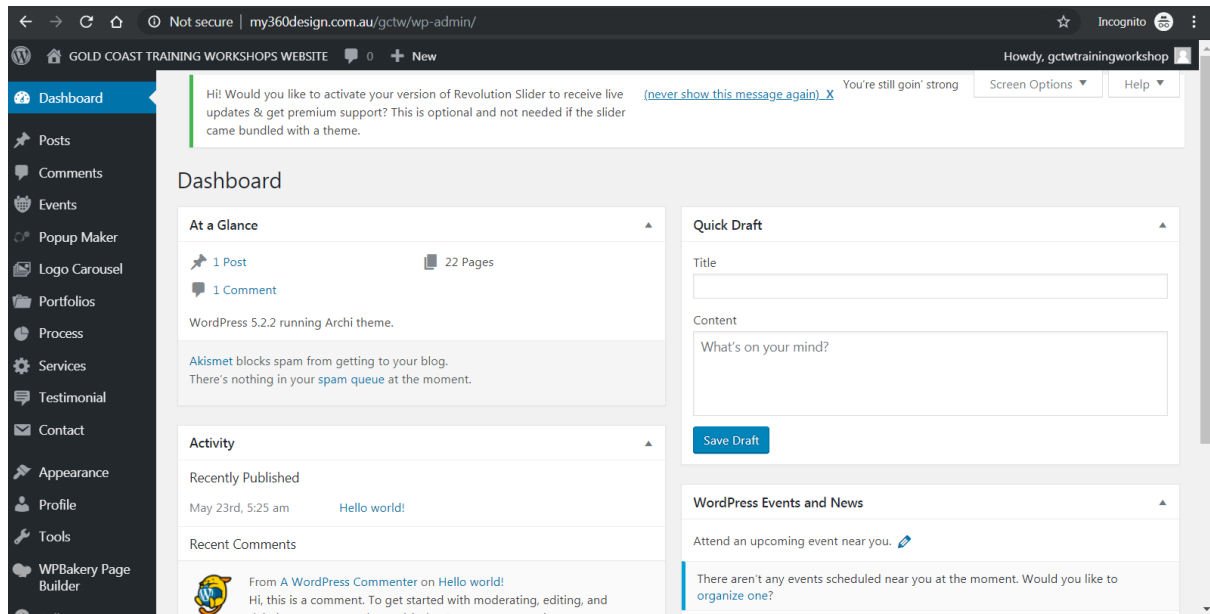 Not secure | my360design.com.au/gctw/wp-admin/
Incognito
GOLD COAST TRAINING WORKSHOPS WEBSITE 0 + New
Howdy, gctwtrainingworkshop
Dashboard
Posts
Comments
Events
Popup Maker
Logo Carousel
Portfolios
Process
Services
Testimonial
Contact
Appearance
Profile
Tools
WPBakery Page
Builder
Hi! Would you like to activate your version of Revolution Slider to receive live
updates & get premium support? This is optional and not needed if the slider
came bundled with a theme.
(never show this message again) X
You're still goin' strong
Screen Options ▼
Help ▼
Dashboard
At a Glance
1 Post
22 Pages
1 Comment
WordPress 5.2.2 running Archi theme.
Akismet blocks spam from getting to your blog.
There's nothing in your spam queue at the moment.
Activity
Recently Published
May 23rd, 5:25 am Hello world!
Recent Comments
From A WordPress Commenter on Hello world!
Hi, this is a comment. To get started with moderating, editing, and
Quick Draft
Title
Content
What's on your mind?
Save Draft
WordPress Events and News
Attend an upcoming event near you.
There aren't any events scheduled near you at the moment. Would you like to
organize one?